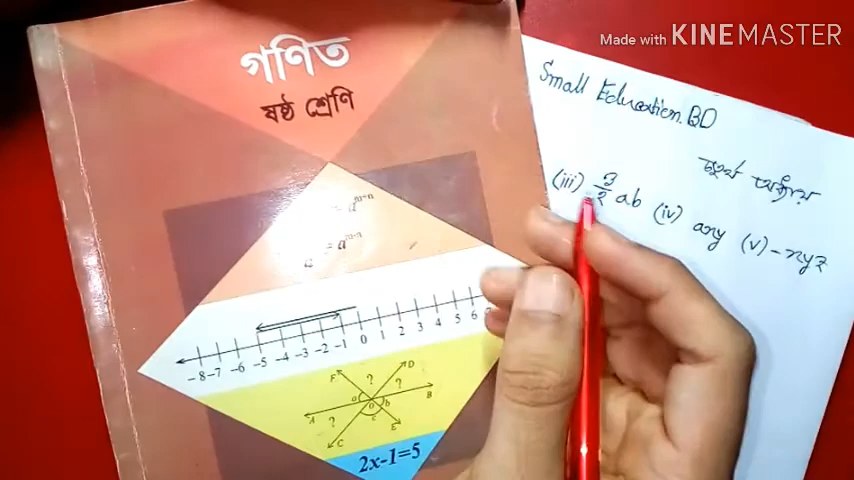 Made with KINEMASTER
গণিত
ষষ্ঠ শ্রেণি
Small Education BD
চতুর্থ অধ্যায়
(iii) 3/2 ab (iv) axy (v) -xyz
= a^m+n
= a^m-n
-8 -7 -6 -5 -4 -3 -2 -1 0 1 2 3 4 5 6
F ? D
? a b B
A ? O c
C E
2x-1=5